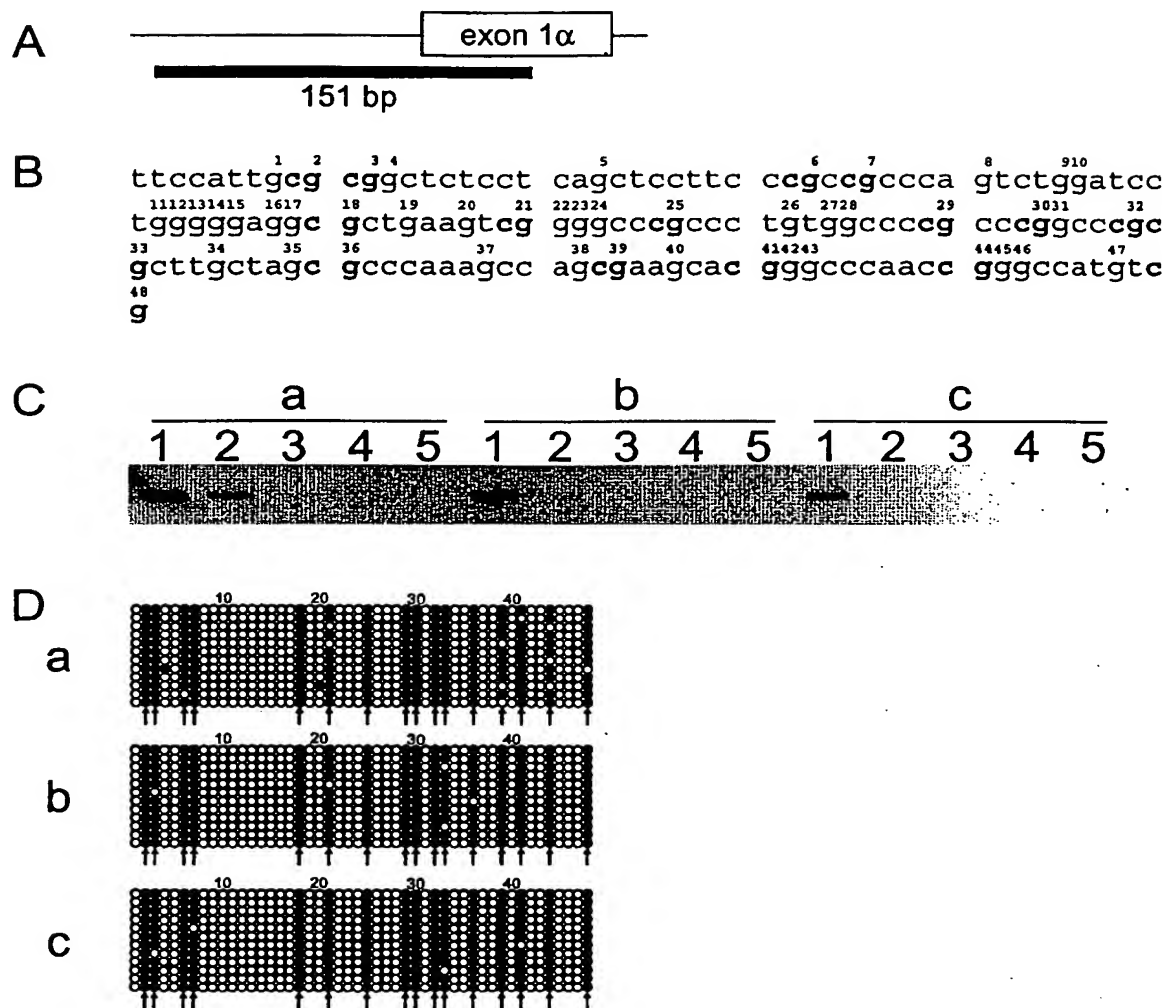 A
exon 1α
151 bp
B
1 2 3 4 5 6 7 8 910
ttccattgcg cggctctcct cagctccttc ccgccgccca gtctggatcc
1112131415 1617 18 19 20 21 222324 25 26 2728 29 3031 32
tgggggaggc gctgaagtcg gggcccgccc tgtggccccg cccggcccgc
33 34 35 36 37 38 39 40 414243 444546 47
gcttgctagc gcccaaagcc agcgaagcac gggcccaacc gggccatgtc
48
g
C
a b c
1 2 3 4 5 1 2 3 4 5 1 2 3 4 5
D
10 20 30 40
a
10 20 30 40
b
10 20 30 40
c